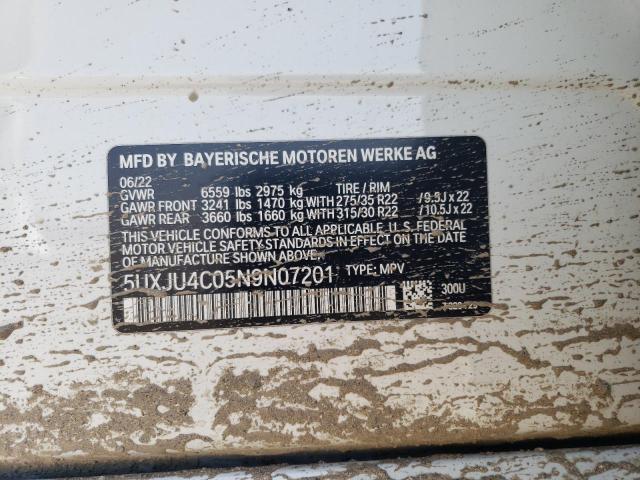 MFD BY BAYERISCHE MOTOREN WERKE AG
06/22
GVWR 6559 lbs 2975 kg TIRE / RIM
GAWR FRONT 3241 lbs 1470 kg WITH 275/35 R22 / 9.5J x 22
GAWR REAR 3660 lbs 1660 kg WITH 315/30 R22 / 10.5J x 22
THIS VEHICLE CONFORMS TO ALL APPLICABLE U.S. FEDERAL
MOTOR VEHICLE SAFETY STANDARDS IN EFFECT ON THE
DATE OF MANUFACTURE SHOWN ABOVE.
5UXJU4C05N9N07201 TYPE: MPV
300U